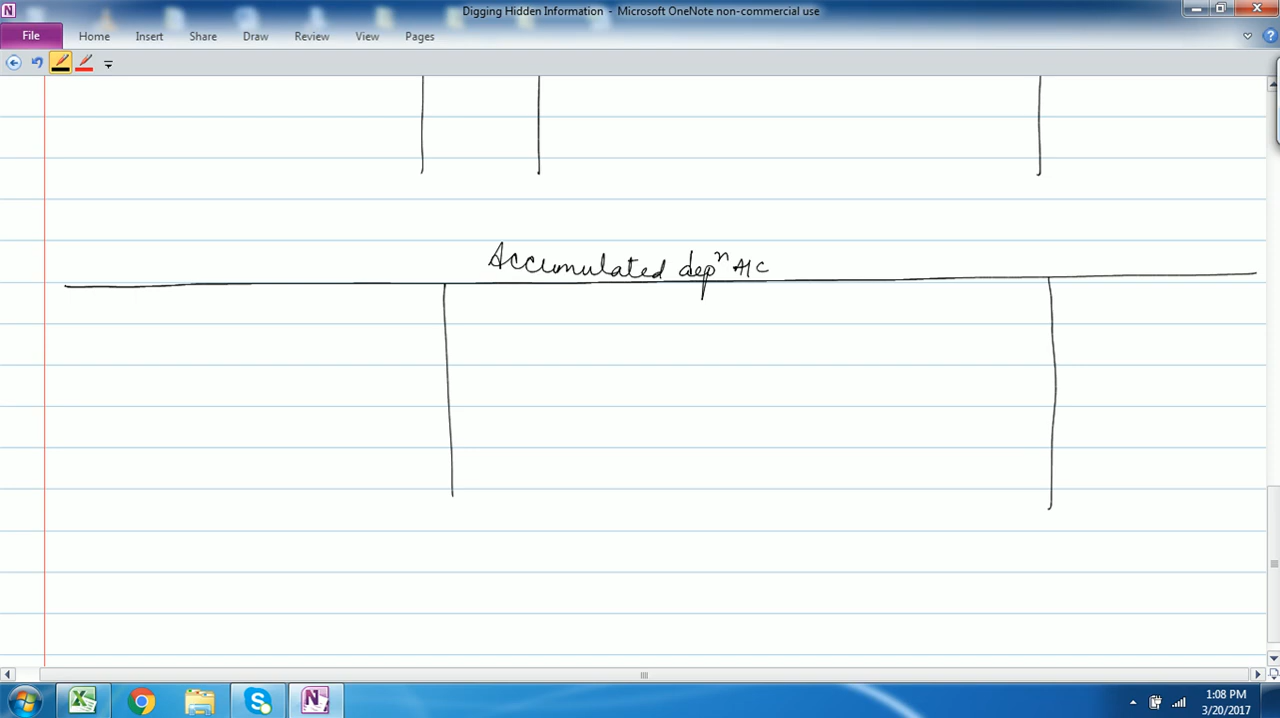 Digging Hidden Information - Microsoft OneNote non-commercial use
File Home Insert Share Draw Review View Pages
Accumulated depⁿ A/C
1:08 PM
3/20/2017